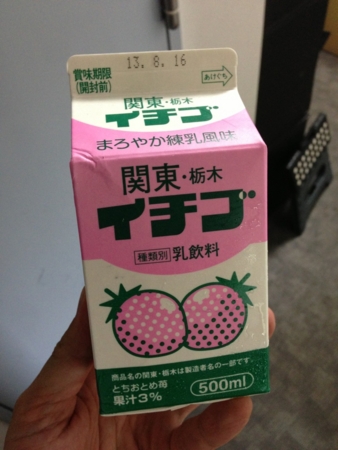 賞味期限
(開封前)
13.8.16
あけぐち
関東・栃木
イチゴ
まろやか練乳風味
関東・栃木
イチゴ
種類別 乳飲料
商品名の関東・栃木は製造者名の一部です
とちおとめ苺
果汁3%
500ml